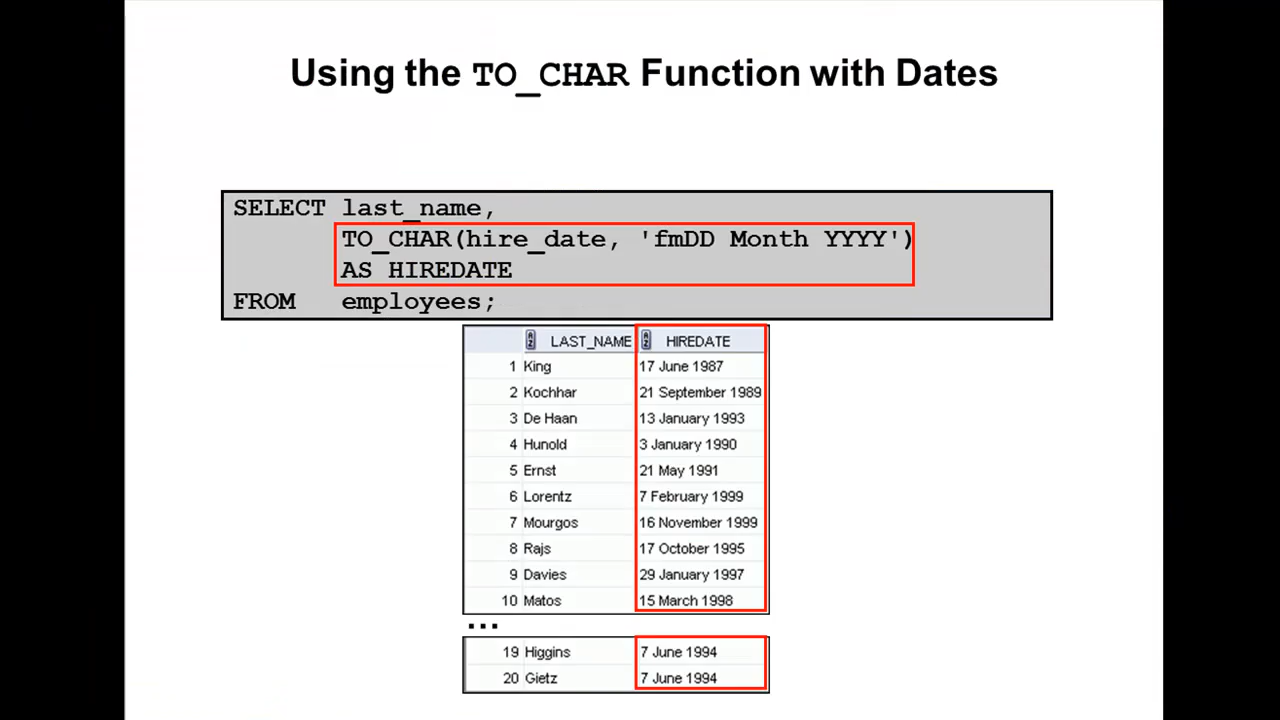 Using the TO_CHAR Function with Dates
SELECT last_name,
TO_CHAR(hire_date, 'fmDD Month YYYY')
AS HIREDATE
FROM employees;
LAST_NAME HIREDATE
1 King 17 June 1987
2 Kochhar 21 September 1989
3 De Haan 13 January 1993
4 Hunold 3 January 1990
5 Ernst 21 May 1991
6 Lorentz 7 February 1999
7 Mourgos 16 November 1999
8 Rajs 17 October 1995
9 Davies 29 January 1997
10 Matos 15 March 1998
...
19 Higgins 7 June 1994
20 Gietz 7 June 1994